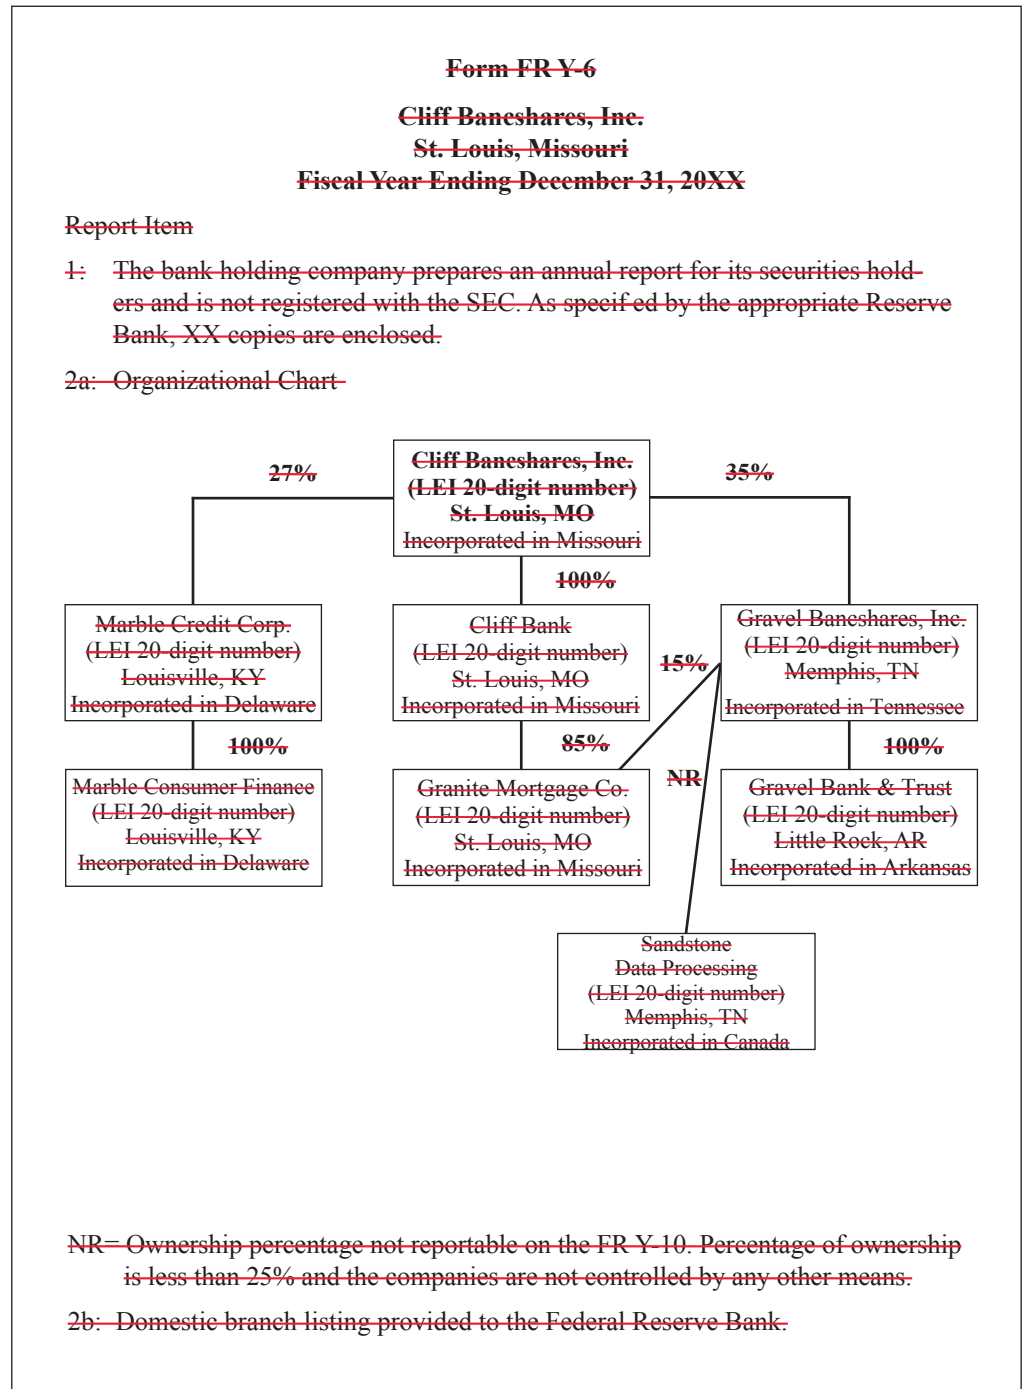 Form FR Y-6
Cliff Bancshares, Inc.
St. Louis, Missouri
Fiscal Year Ending December 31, 20XX
Report Item
1: The bank holding company prepares an annual report for its securities hold-
ers and is not registered with the SEC. As specifed by the appropriate Reserve
Bank, XX copies are enclosed.
2a: Organizational Chart
27%
Cliff Bancshares, Inc.
(LEI 20-digit number)
St. Louis, MO
Incorporated in Missouri
35%
100%
Marble Credit Corp.
(LEI 20-digit number)
Louisville, KY
Incorporated in Delaware
Cliff Bank
(LEI 20-digit number)
St. Louis, MO
Incorporated in Missouri
15%
Gravel Bancshares, Inc.
(LEI 20-digit number)
Memphis, TN
Incorporated in Tennessee
100%
85%
100%
NR
Marble Consumer Finance
(LEI 20-digit number)
Louisville, KY
Incorporated in Delaware
Granite Mortgage Co.
(LEI 20-digit number)
St. Louis, MO
Incorporated in Missouri
Gravel Bank & Trust
(LEI 20-digit number)
Little Rock, AR
Incorporated in Arkansas
Sandstone
Data Processing
(LEI 20-digit number)
Memphis, TN
Incorporated in Canada
NR= Ownership percentage not reportable on the FR Y-10. Percentage of ownership
is less than 25% and the companies are not controlled by any other means.
2b: Domestic branch listing provided to the Federal Reserve Bank.